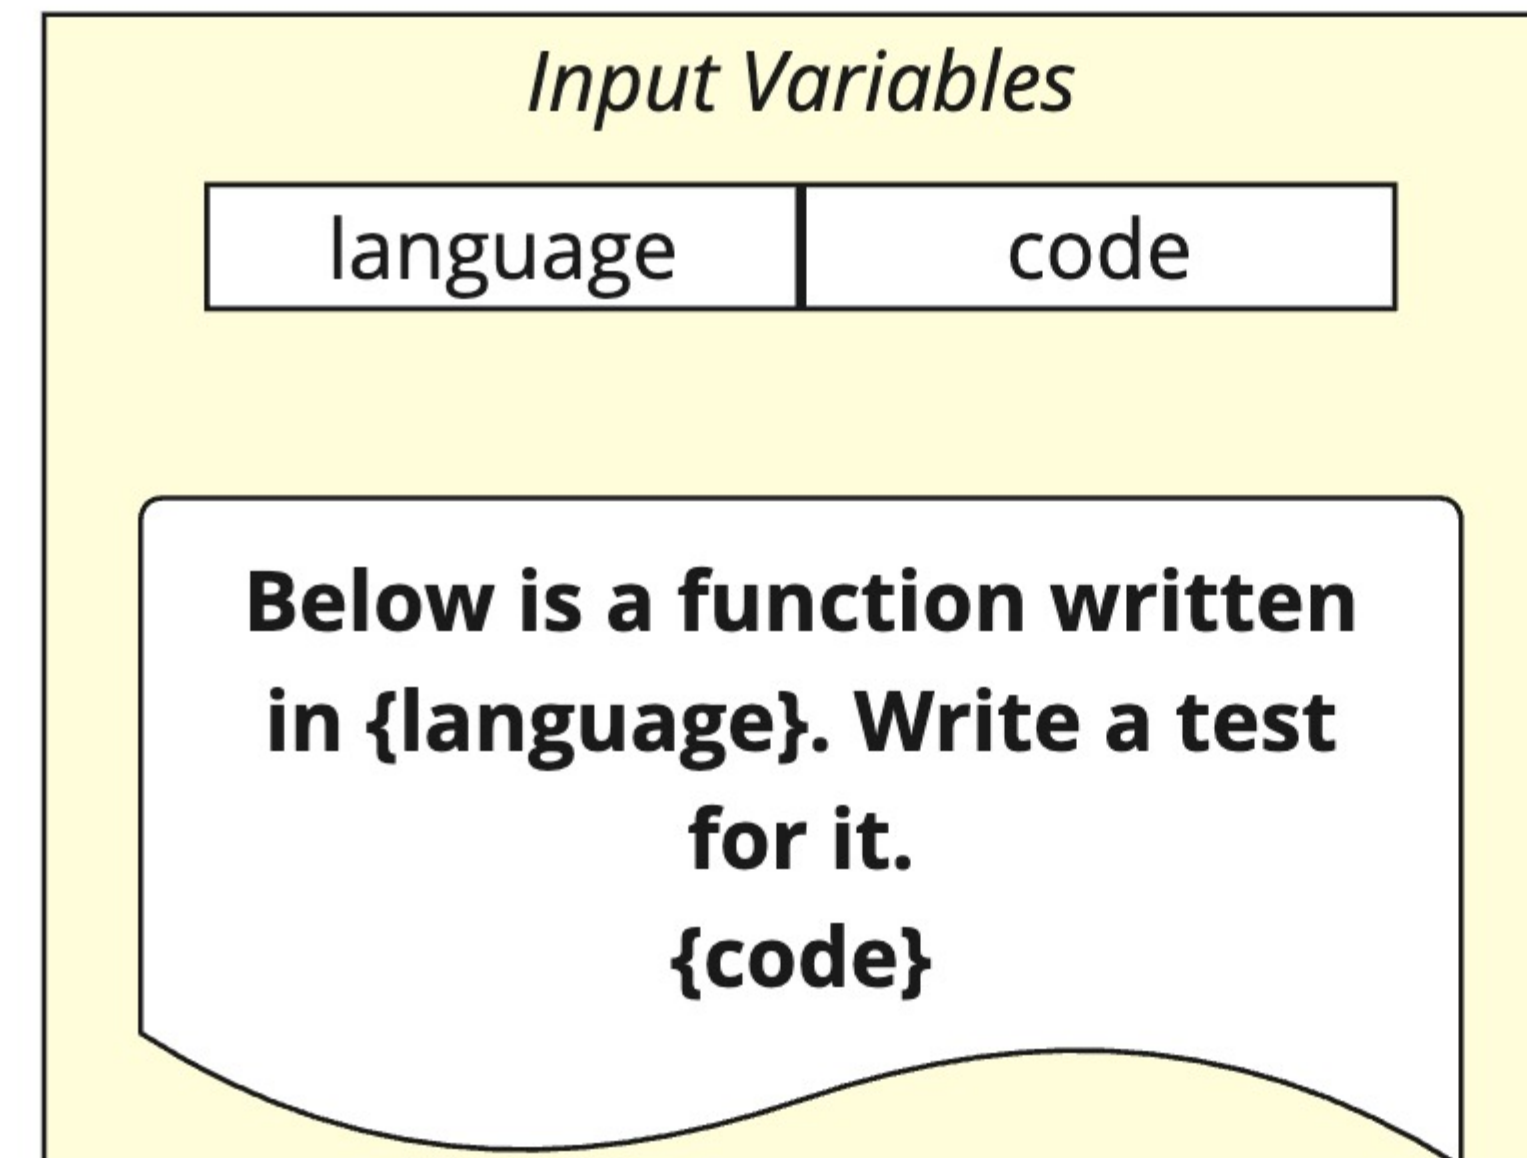 Input Variables
language code
Below is a function written
in {language}. Write a test
for it.
{code}